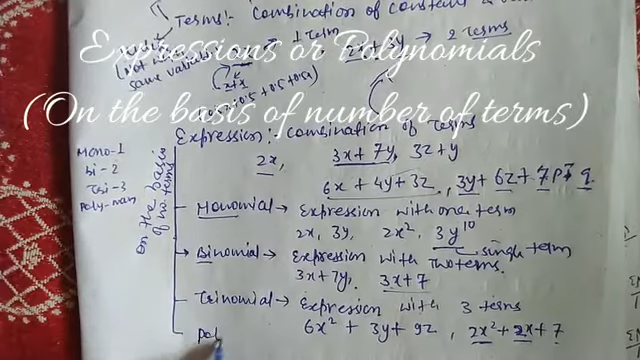 Terms:- Combination of constant &
1 term
2x + 3y → 2 terms
same variable
Expressions or Polynomials
(On the basis of number of terms)
Expression:- Combination of terms
2x, 3x + 7y, 3z + y
6x + 4y + 3z, 3y + 6z + 7p + 9.
Mono-1
Bi-2
Tri-3
Poly-many
on the basis
of no. terms
Monomial → Expression with one term
2x, 3y, 2x², 3y¹⁰
single term
Binomial → Expression with Two terms.
3x + 7y, 3x + 7
Trinomial → Expression with 3 terms
6x² + 3y + 9z, 2x² + 2x + 7
Pol